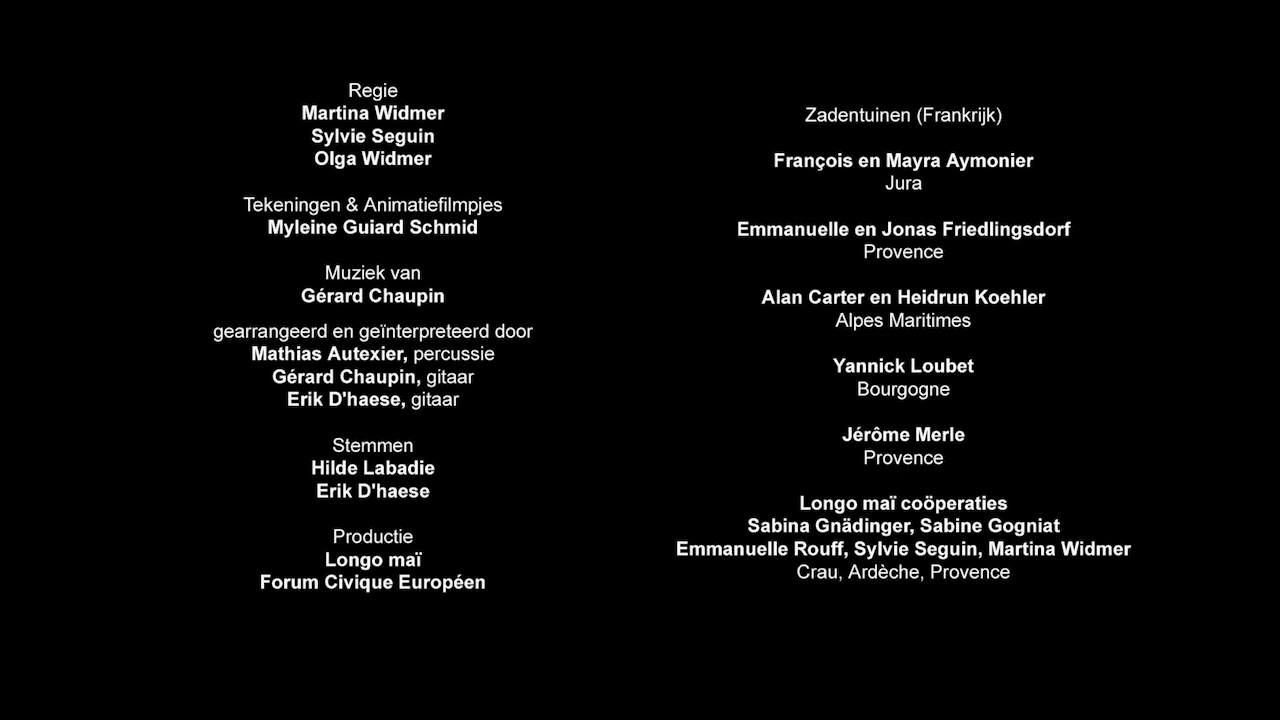 Regie
Martina Widmer
Sylvie Seguin
Olga Widmer
Tekeningen & Animatiefilmpjes
Myleine Guiard Schmid
Muziek van
Gérard Chaupin
gearrangeerd en geïnterpreteerd door
Mathias Autexier, percussie
Gérard Chaupin, gitaar
Erik D'haese, gitaar
Stemmen
Hilde Labadie
Erik D'haese
Productie
Longo maï
Forum Civique Européen
Zadentuinen (Frankrijk)
François en Mayra Aymonier
Jura
Emmanuelle en Jonas Friedlingsdorf
Provence
Alan Carter en Heidrun Koehler
Alpes Maritimes
Yannick Loubet
Bourgogne
Jérôme Merle
Provence
Longo maï coöperaties
Sabina Gnädinger, Sabine Gogniat
Emmanuelle Rouff, Sylvie Seguin, Martina Widmer
Crau, Ardèche, Provence